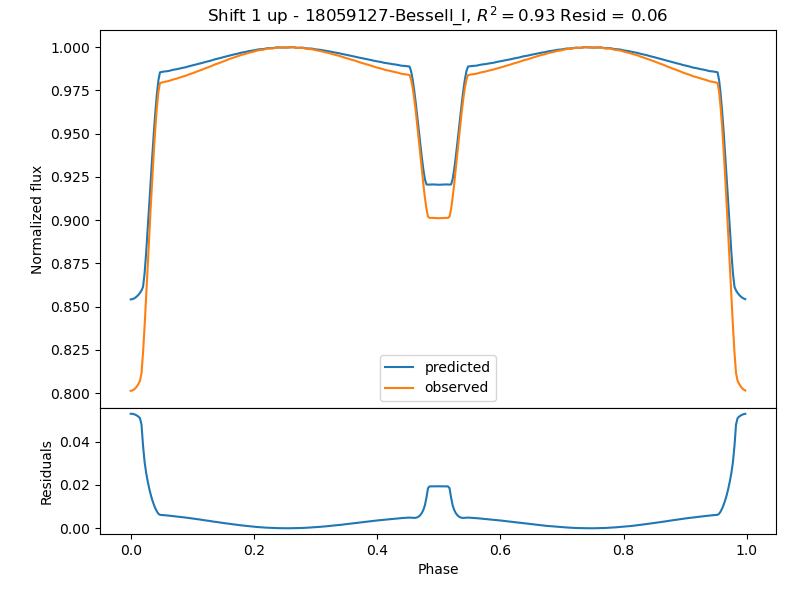 Shift 1 up - 18059127-Bessell_I, R² = 0.93 Resid = 0.06
1.000
0.975
0.950
0.925
0.900
0.875
0.850
0.825
0.800
Normalized flux
predicted
observed
0.04
0.02
0.00
Residuals
0.0 0.2 0.4 0.6 0.8 1.0
Phase